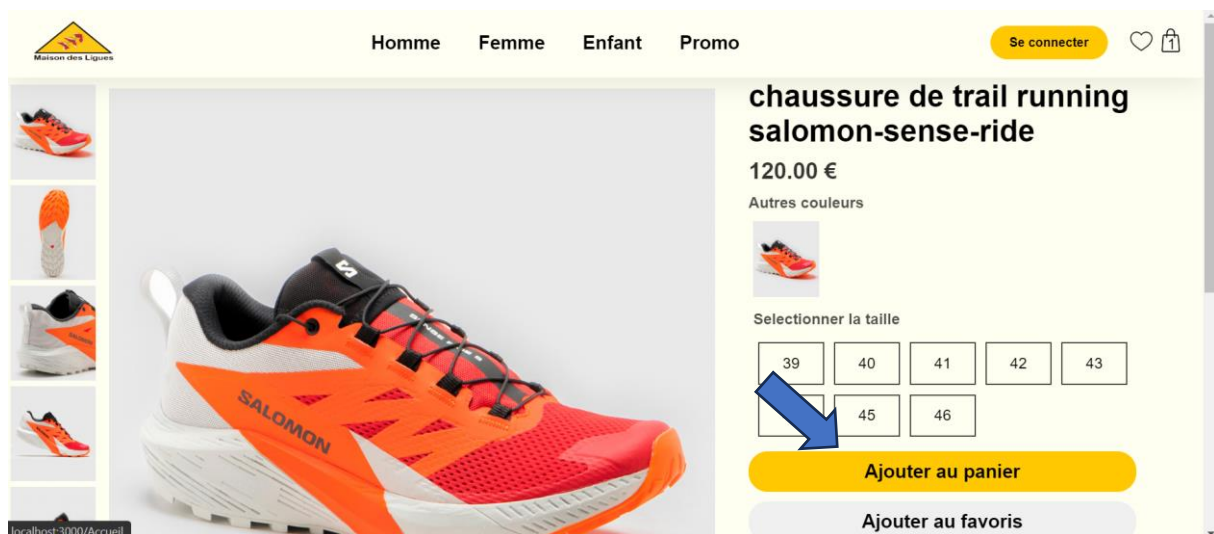 Maison des Ligues
Homme Femme Enfant Promo
Se connecter
1
chaussure de trail running
salomon-sense-ride
120.00 €
Autres couleurs
Selectionner la taille
39 40 41 42 43
45 46
Ajouter au panier
Ajouter au favoris
SALOMON
localhost:3000/Accueil